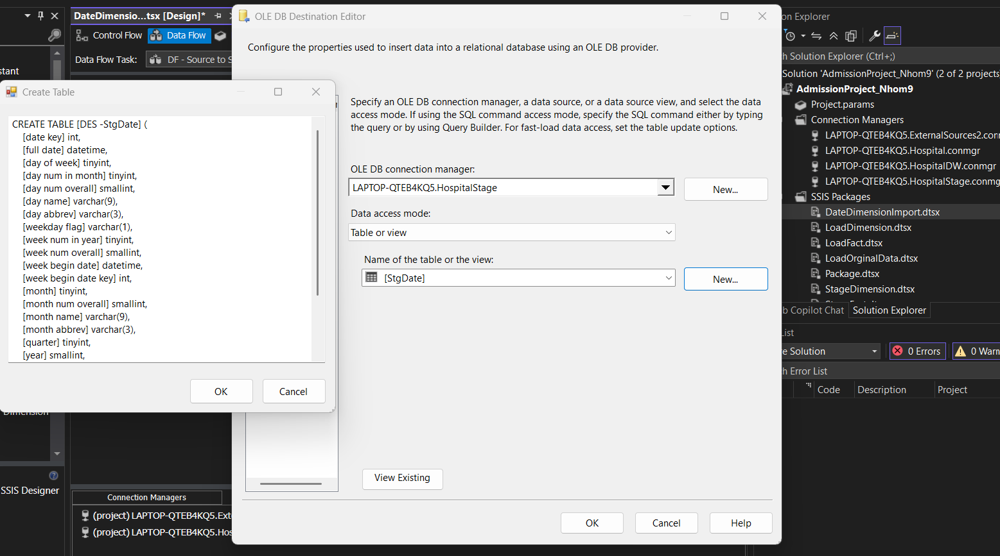 DateDimensio...tsx [Design]*
Control Flow
Data Flow
Data Flow Task:
DF - Source to S
stant
Create Table
CREATE TABLE [DES -StgDate] (
[date key] int,
[full date] datetime,
[day of week] tinyint,
[day num in month] tinyint,
[day num overall] smallint,
[day name] varchar(9),
[day abbrev] varchar(3),
[weekday flag] varchar(1),
[week num in year] tinyint,
[week num overall] smallint,
[week begin date] datetime,
[week begin date key] int,
[month] tinyint,
[month num overall] smallint,
[month name] varchar(9),
[month abbrev] varchar(3),
[quarter] tinyint,
[year] smallint,
OK
Cancel
Dimension
SSIS Designer
Connection Managers
(project) LAPTOP-QTEB4KQ5.Ext
(project) LAPTOP-QTEB4KQ5.Hos
OLE DB Destination Editor
Configure the properties used to insert data into a relational database using an OLE DB provider.
Specify an OLE DB connection manager, a data source, or a data source view, and select the data
access mode. If using the SQL command access mode, specify the SQL command either by typing
the query or by using Query Builder. For fast-load data access, set the table update options.
OLE DB connection manager:
LAPTOP-QTEB4KQ5.HospitalStage
New...
Data access mode:
Table or view
Name of the table or the view:
[StgDate]
New...
View Existing
OK
Cancel
Help
on Explorer
ch Solution Explorer (Ctrl+;)
Solution 'AdmissionProject_Nhom9' (2 of 2 projects
AdmissionProject_Nhom9
Project.params
Connection Managers
LAPTOP-QTEB4KQ5.ExternalSources2.con
LAPTOP-QTEB4KQ5.Hospital.conmgr
LAPTOP-QTEB4KQ5.HospitalDW.conmgr
LAPTOP-QTEB4KQ5.HospitalStage.conmg
SSIS Packages
DateDimensionImport.dtsx
LoadDimension.dtsx
LoadFact.dtsx
LoadOrginalData.dtsx
Package.dtsx
StageDimension.dtsx
b Copilot Chat
Solution Explorer
List
e Solution
0 Errors
0 Warn
ch Error List
Code
Description
Project